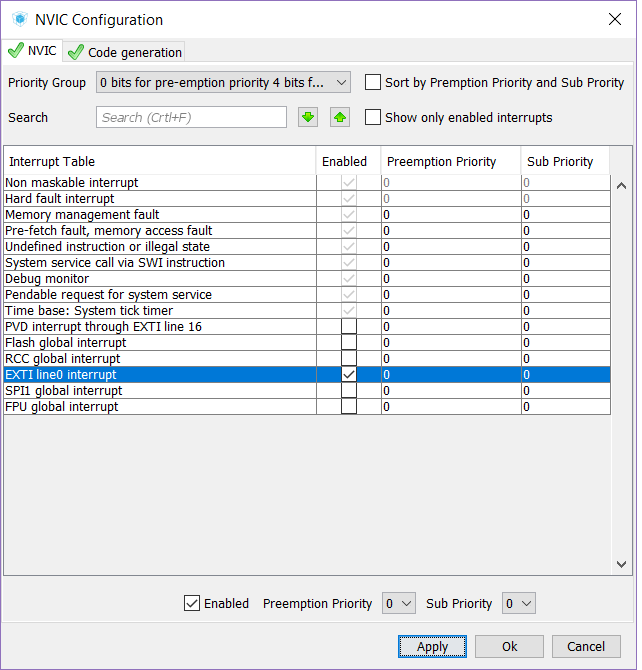 NVIC Configuration
NVIC Code generation
Priority Group 0 bits for pre-emption priority 4 bits f... Sort by Premption Priority and Sub Prority
Search Search (Crtl+F) Show only enabled interrupts
Interrupt Table Enabled Preemption Priority Sub Priority
Non maskable interrupt 0 0
Hard fault interrupt 0 0
Memory management fault 0 0
Pre-fetch fault, memory access fault 0 0
Undefined instruction or illegal state 0 0
System service call via SWI instruction 0 0
Debug monitor 0 0
Pendable request for system service 0 0
Time base: System tick timer 0 0
PVD interrupt through EXTI line 16 0 0
Flash global interrupt 0 0
RCC global interrupt 0 0
EXTI line0 interrupt 0 0
SPI1 global interrupt 0 0
FPU global interrupt 0 0
Enabled Preemption Priority 0 Sub Priority 0
Apply Ok Cancel